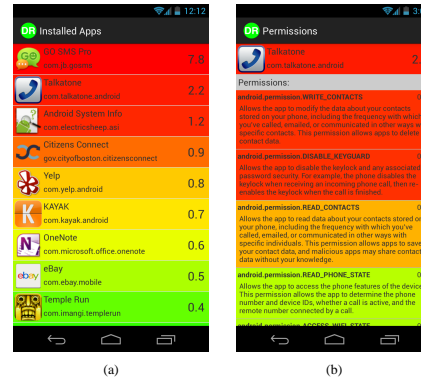 12:12
DR Installed Apps
GO SMS Pro
com.jb.gosms
7.8
Talkatone
com.talkatone.android
2.2
Android System Info
com.electricsheep.asi
1.2
Citizens Connect
gov.cityofboston.citizensconnect
0.9
Yelp
com.yelp.android
0.8
KAYAK
com.kayak.android
0.7
OneNote
com.microsoft.office.onenote
0.6
eBay
com.ebay.mobile
0.5
Temple Run
com.imangi.templerun
0.4
(a)
DR Permissions
Talkatone
com.talkatone.android
Permissions:
android.permission.WRITE_CONTACTS
Allows the app to modify the data about your contacts
stored on your phone, including the frequency with which
you've called, emailed, or communicated in other ways w
specific contacts. This permission allows apps to delete
contact data.
android.permission.DISABLE_KEYGUARD
Allows the app to disable the keylock and any associated
password security. For example, the phone disables the
keylock when receiving an incoming phone call, then re-
enables the keylock when the call is finished.
android.permission.READ_CONTACTS
Allows the app to read data about your contacts stored on
your phone, including the frequency with which you've
called, emailed, or communicated in other ways with
specific individuals. This permission allows apps to save
your contact data, and malicious apps may share contact
data without your knowledge.
android.permission.READ_PHONE_STATE
Allows the app to access the phone features of the device
This permission allows the app to determine the phone
number and device IDs, whether a call is active, and the
remote number connected by a call.
android.permission.ACCESS_WIFI_STATE
(b)